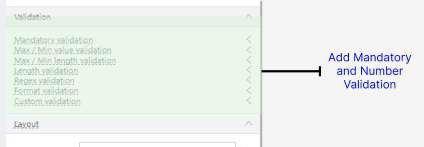 Validation
Mandatory validation
Max / Min value validation
Max / Min length validation
Length validation
Regex validation
Format validation
Custom validation
Layout
Add Mandatory
and Number
Validation